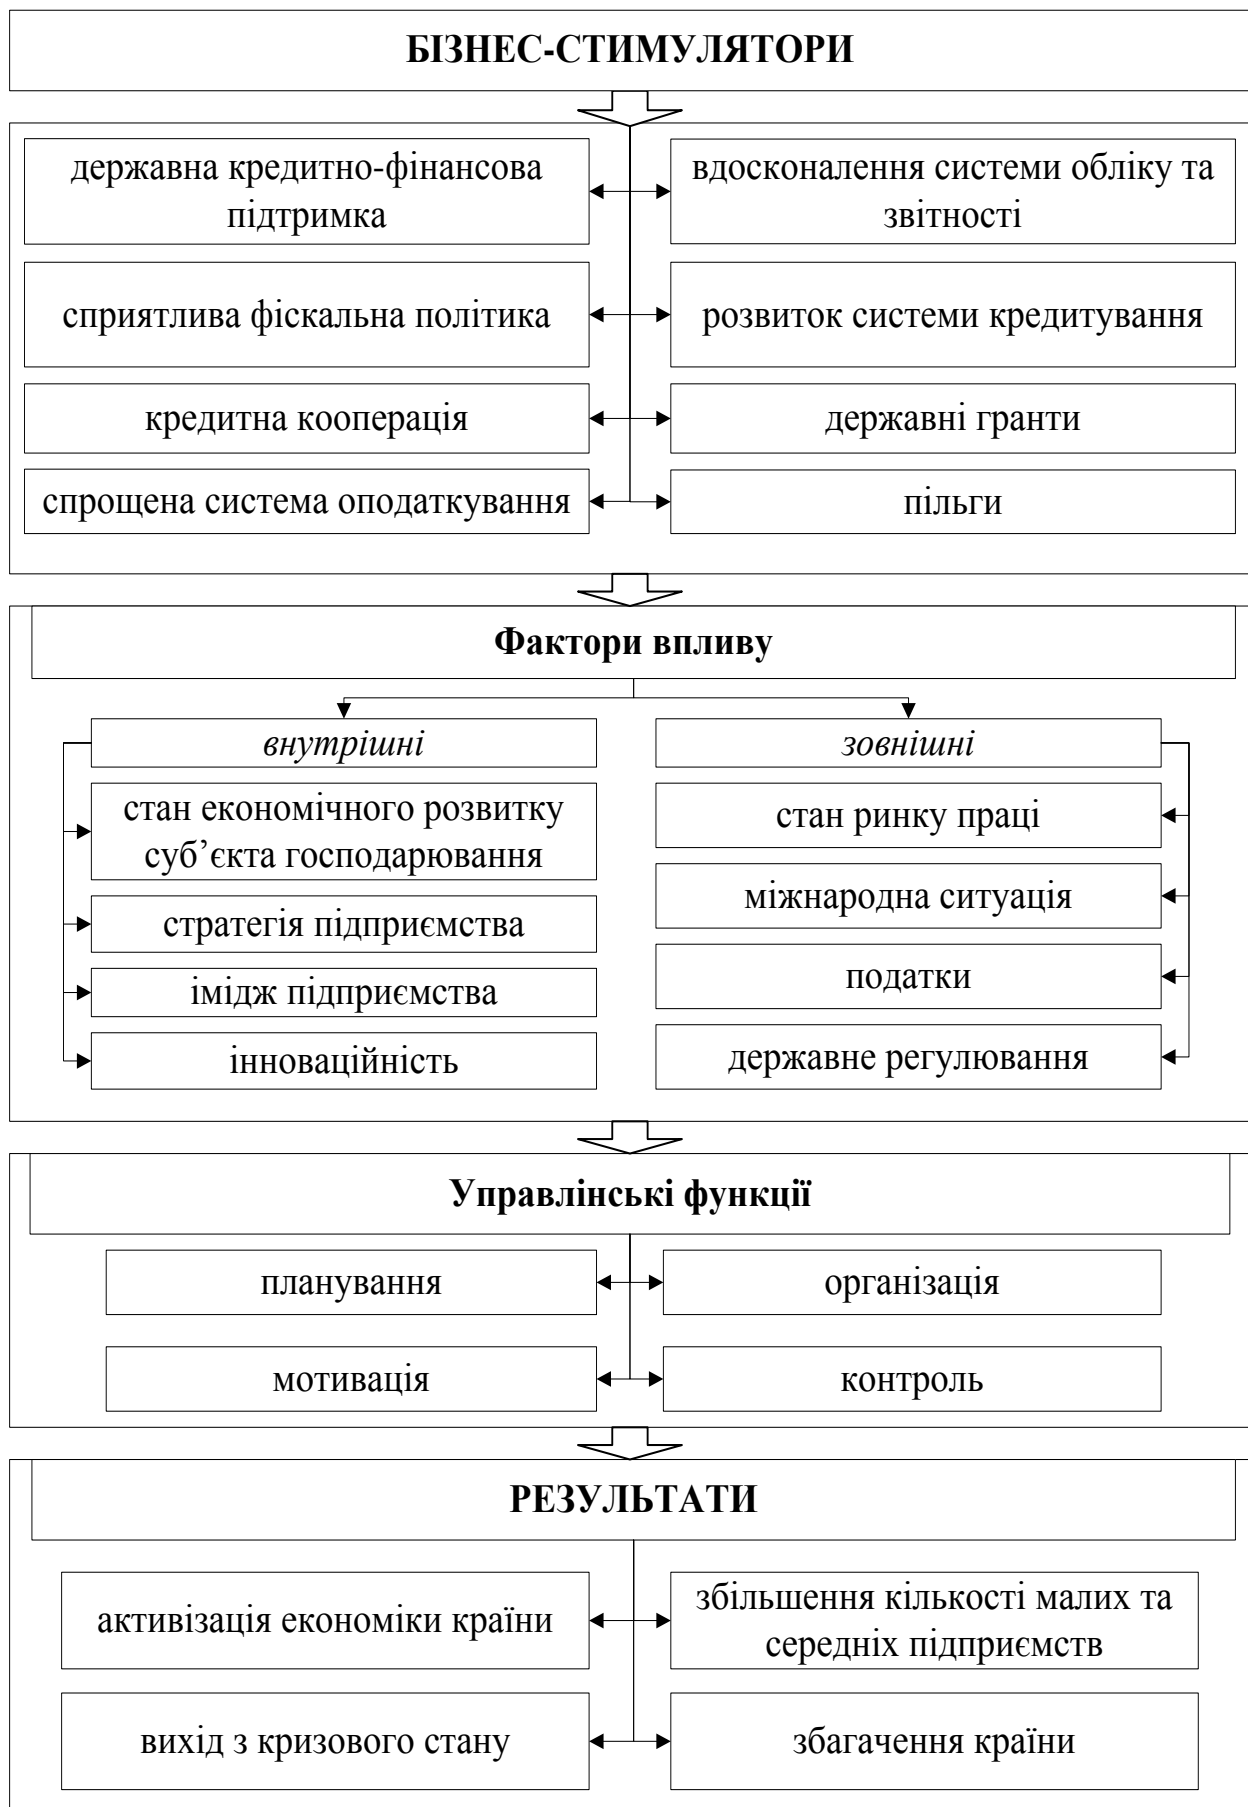 БІЗНЕС-СТИМУЛЯТОРИ
державна кредитно-фінансова
підтримка
вдосконалення системи обліку та
звітності
сприятлива фіскальна політика
розвиток системи кредитування
кредитна кооперація
державні гранти
спрощена система оподаткування
пільги
Фактори впливу
внутрішні
зовнішні
стан економічного розвитку
суб’єкта господарювання
стан ринку праці
стратегія підприємства
міжнародна ситуація
імідж підприємства
податки
інноваційність
державне регулювання
Управлінські функції
планування
організація
мотивація
контроль
РЕЗУЛЬТАТИ
активізація економіки країни
збільшення кількості малих та
середніх підприємств
вихід з кризового стану
збагачення країни